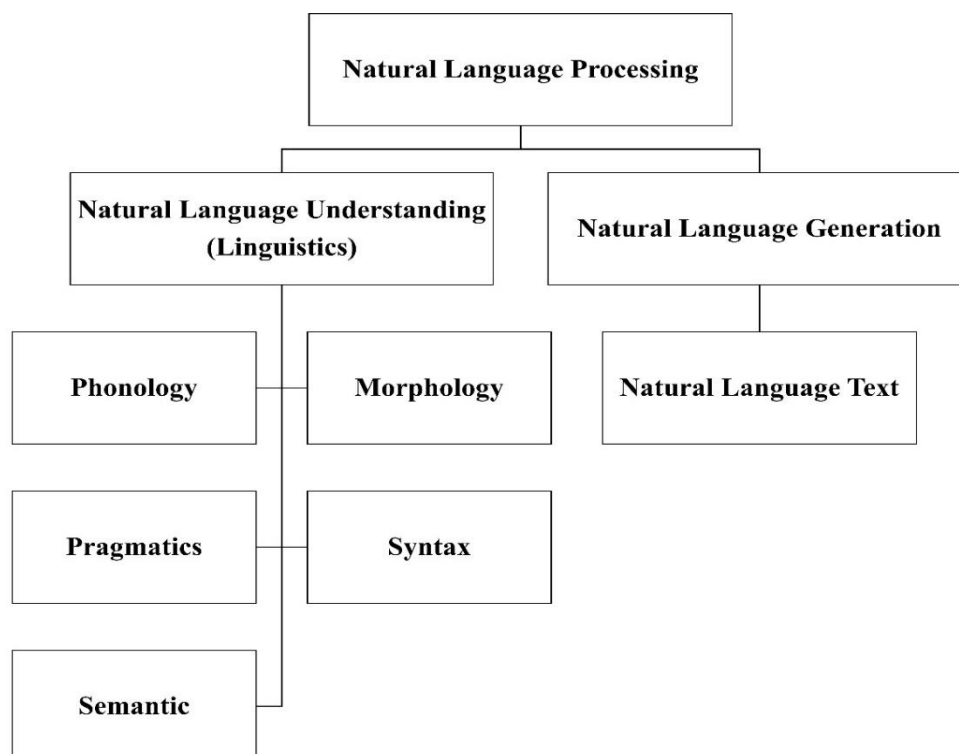 Natural Language Processing
Natural Language Understanding
(Linguistics)
Natural Language Generation
Phonology
Morphology
Natural Language Text
Pragmatics
Syntax
Semantic